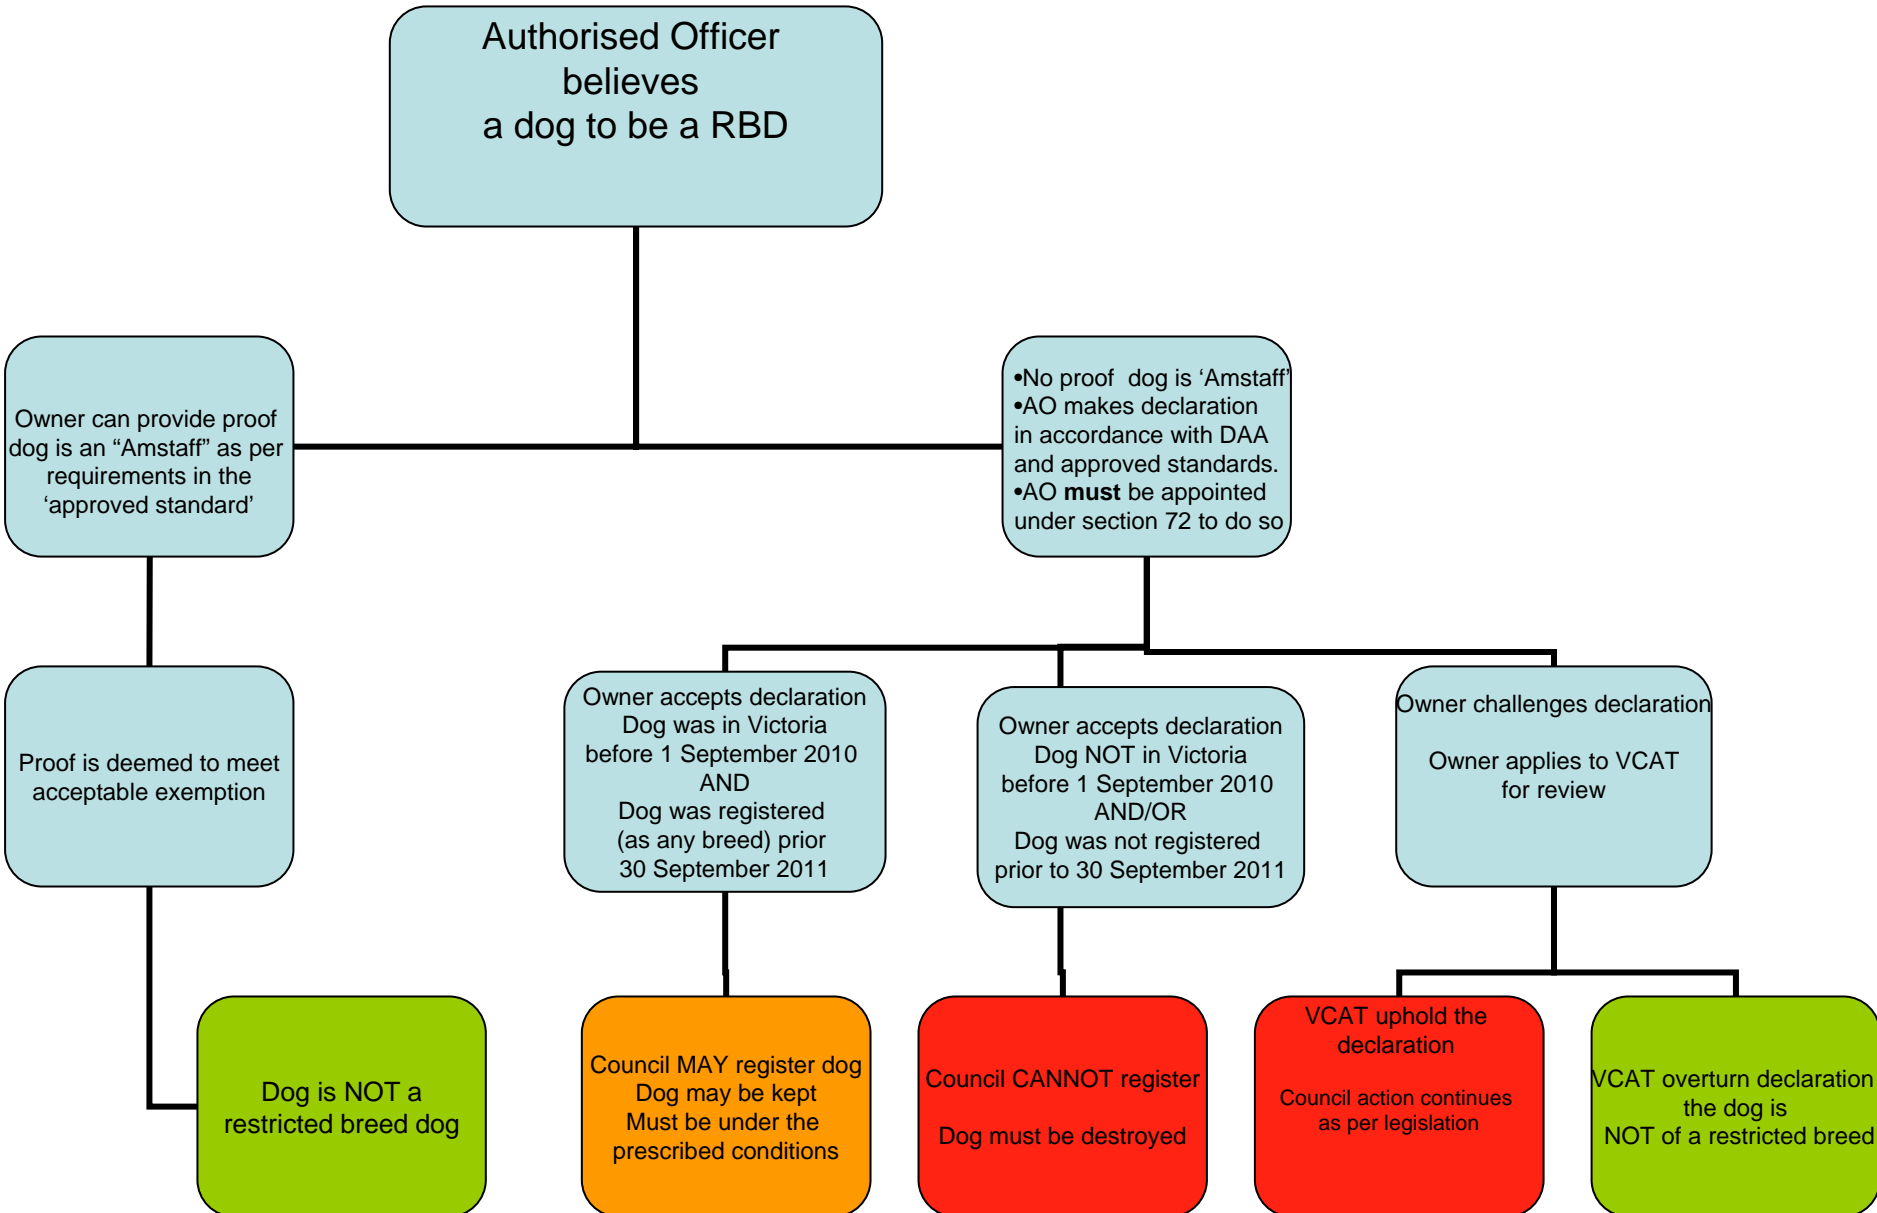 Authorised Officer
believes
a dog to be a RBD
Owner can provide proof
dog is an “Amstaff” as per
requirements in the
‘approved standard’
•No proof dog is ‘Amstaff’
•AO makes declaration
in accordance with DAA
and approved standards.
•AO must be appointed
under section 72 to do so
Proof is deemed to meet
acceptable exemption
Owner accepts declaration
Dog was in Victoria
before 1 September 2010
AND
Dog was registered
(as any breed) prior
30 September 2011
Owner accepts declaration
Dog NOT in Victoria
before 1 September 2010
AND/OR
Dog was not registered
prior to 30 September 2011
Owner challenges declaration
Owner applies to VCAT
for review
Dog is NOT a
restricted breed dog
Council MAY register dog
Dog may be kept
Must be under the
prescribed conditions
Council CANNOT register
Dog must be destroyed
VCAT uphold the
declaration
Council action continues
as per legislation
VCAT overturn declaration
the dog is
NOT of a restricted breed